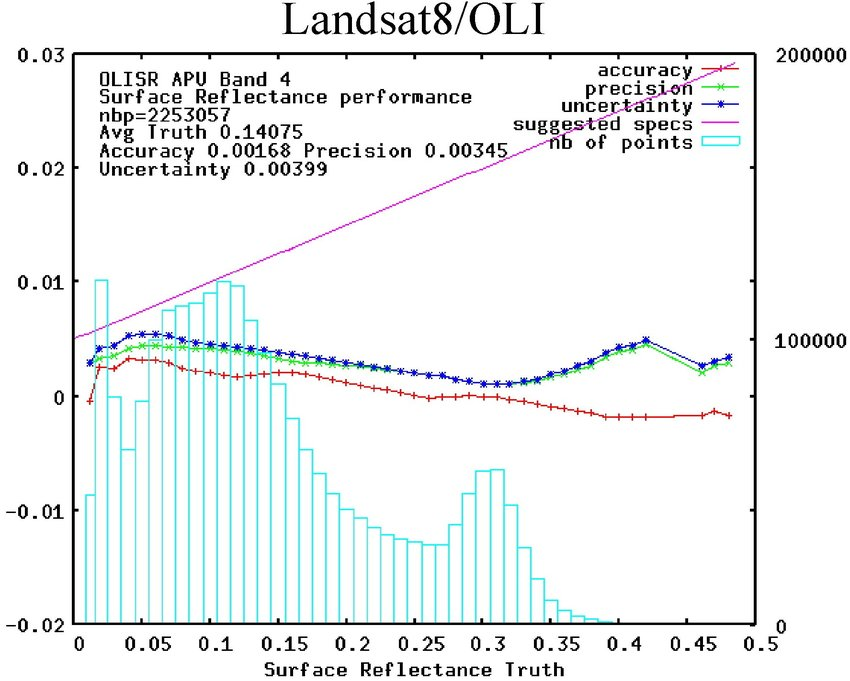 Landsat8/OLI
0.03
200000
OLISR APU Band 4
Surface Reflectance performance
nbp=2253057
Avg Truth 0.14075
Accuracy 0.00168 Precision 0.00345
Uncertainty 0.00399
accuracy
precision
uncertainty
suggested specs
nb of points
0.02
0.01
100000
0
-0.01
-0.02
0
0 0.05 0.1 0.15 0.2 0.25 0.3 0.35 0.4 0.45 0.5
Surface Reflectance Truth